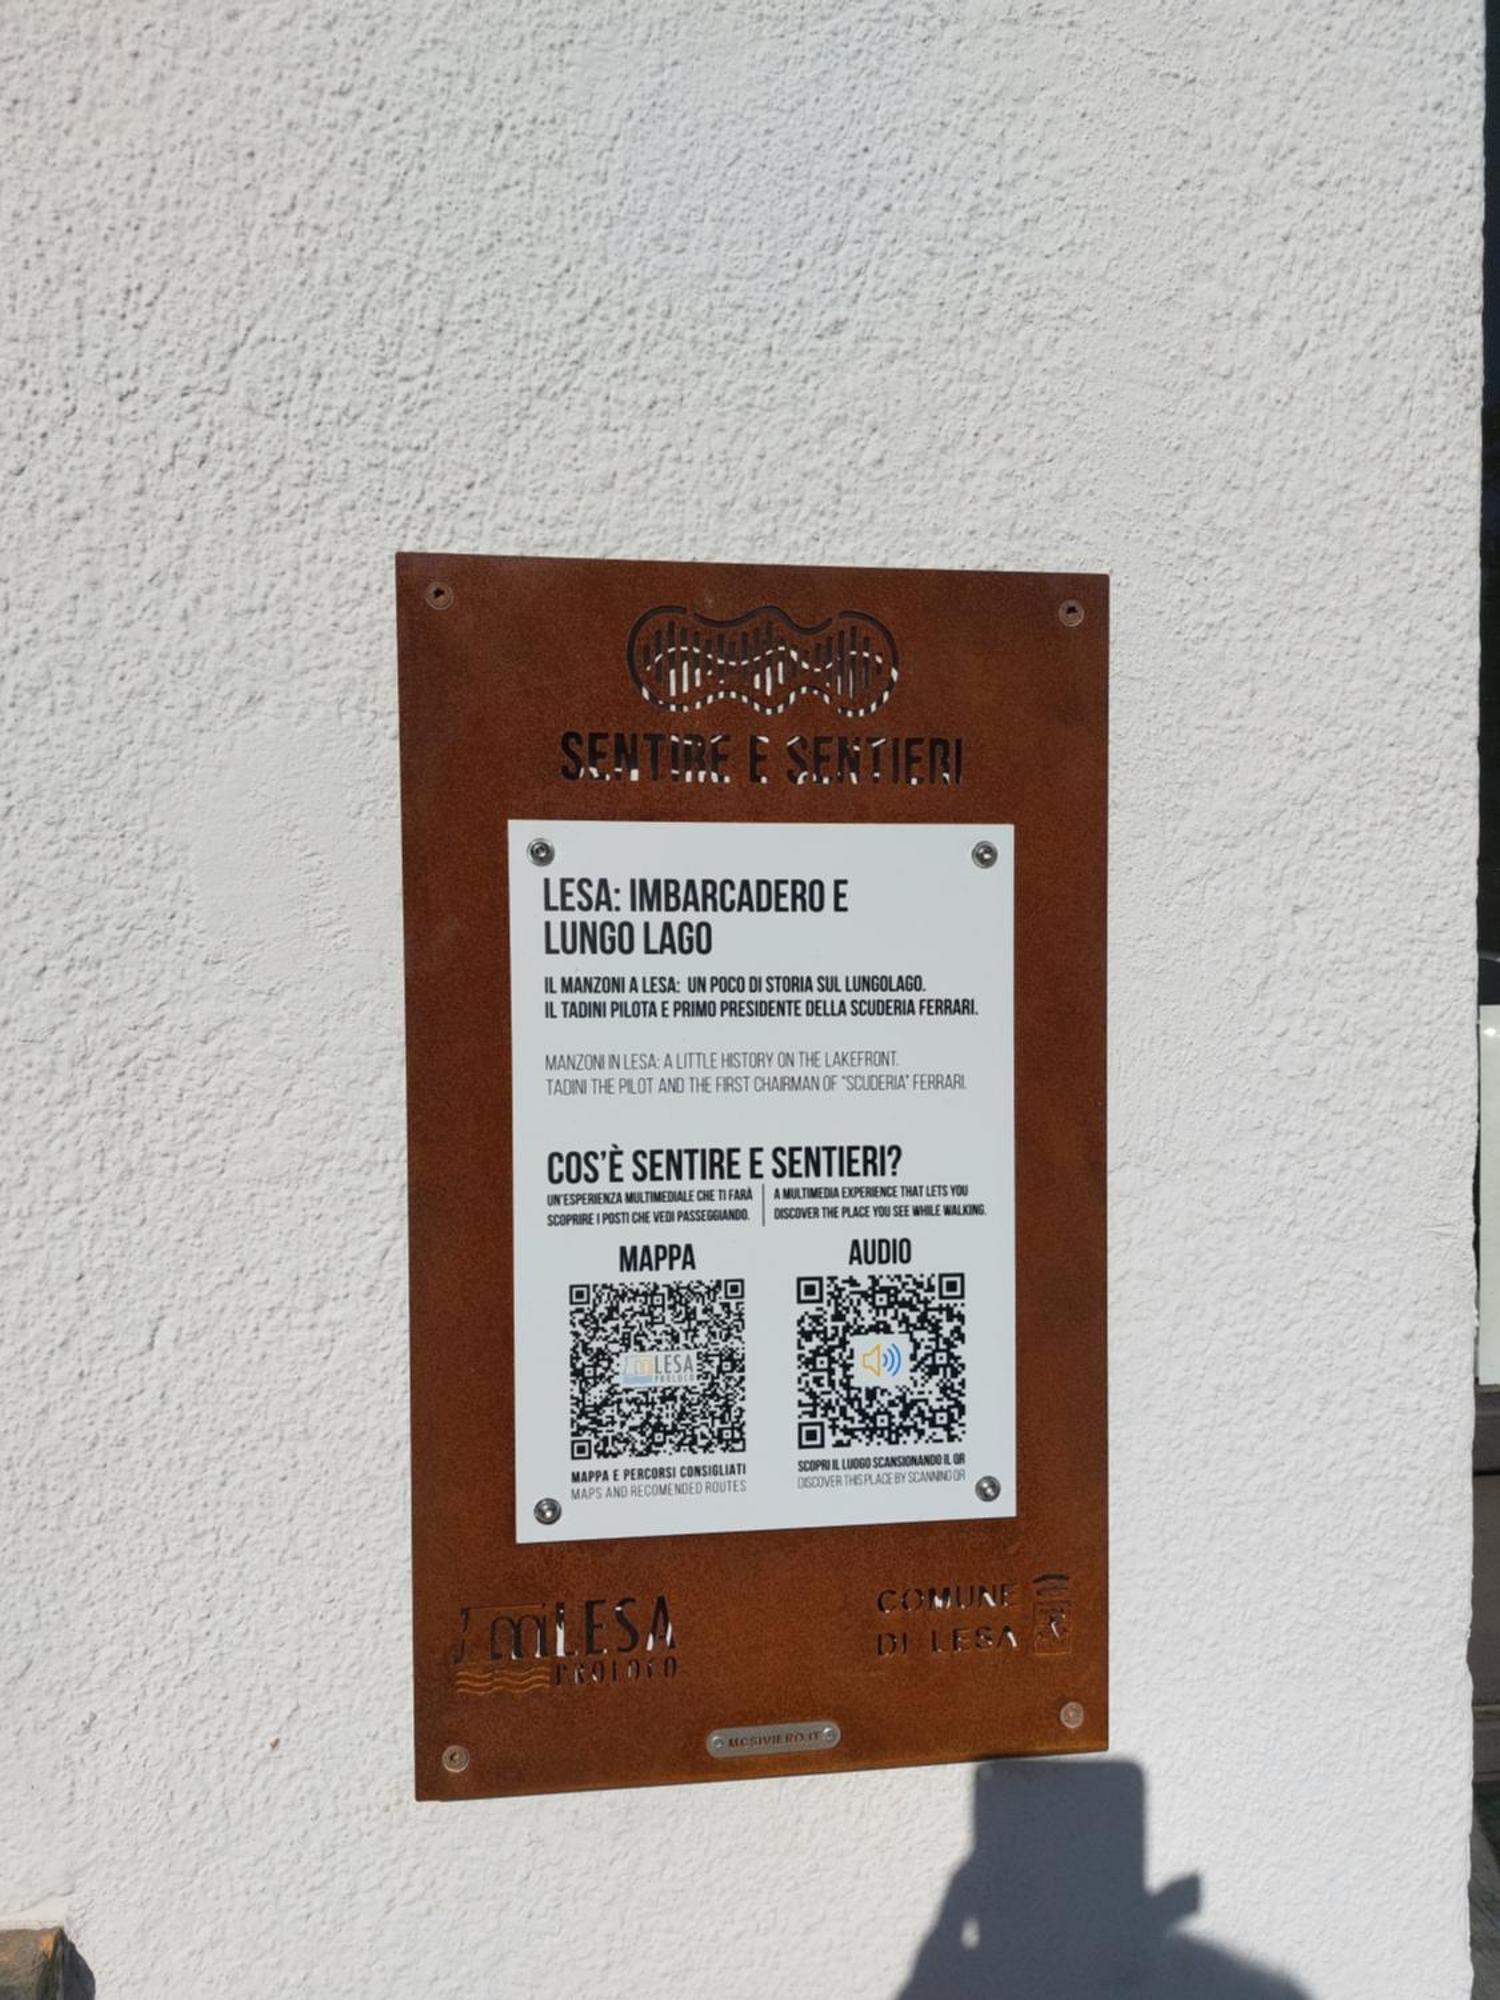 SENTIRE E SENTIERI
LESA: IMBARCADERO E
LUNGO LAGO
IL MANZONI A LESA: UN POCO DI STORIA SUL LUNGOLAGO.
IL TADINI PILOTA E PRIMO PRESIDENTE DELLA SCUDERIA FERRARI.
MANZONI IN LESA: A LITTLE HISTORY ON THE LAKEFRONT.
TADINI THE PILOT AND THE FIRST CHAIRMAN OF "SCUDERIA" FERRARI.
COS'È SENTIRE E SENTIERI?
UN'ESPERIENZA MULTIMEDIALE CHE TI FARÀ
SCOPRIRE I POSTI CHE VEDI PASSEGGIANDO.
A MULTIMEDIA EXPERIENCE THAT LETS YOU
DISCOVER THE PLACE YOU SEE WHILE WALKING.
MAPPA
LESA
PROLOCO
MAPPA E PERCORSI CONSIGLIATI
MAPS AND RECOMENDED ROUTES
AUDIO
SCOPRI IL LUOGO SCANSIONANDO IL QR
DISCOVER THIS PLACE BY SCANNING QR
LESA
PROLOCO
COMUNE
DI LESA
MCSIVIERO.IT